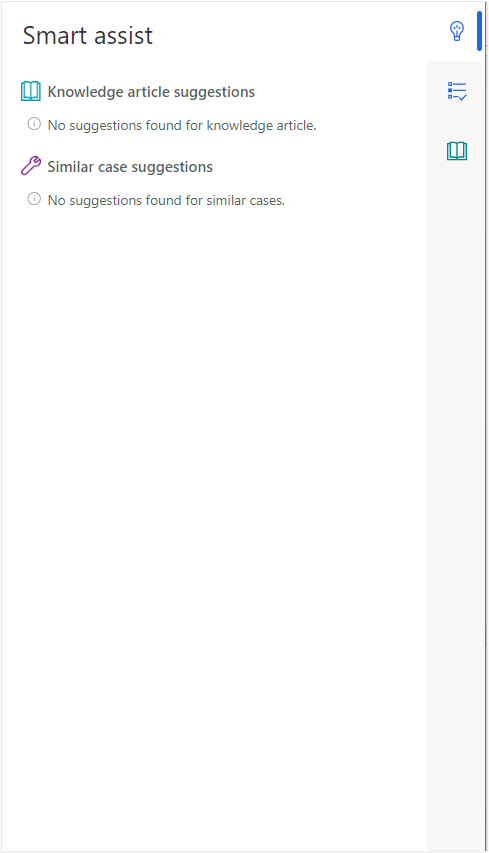 Smart assist
Knowledge article suggestions
No suggestions found for knowledge article.
Similar case suggestions
No suggestions found for similar cases.